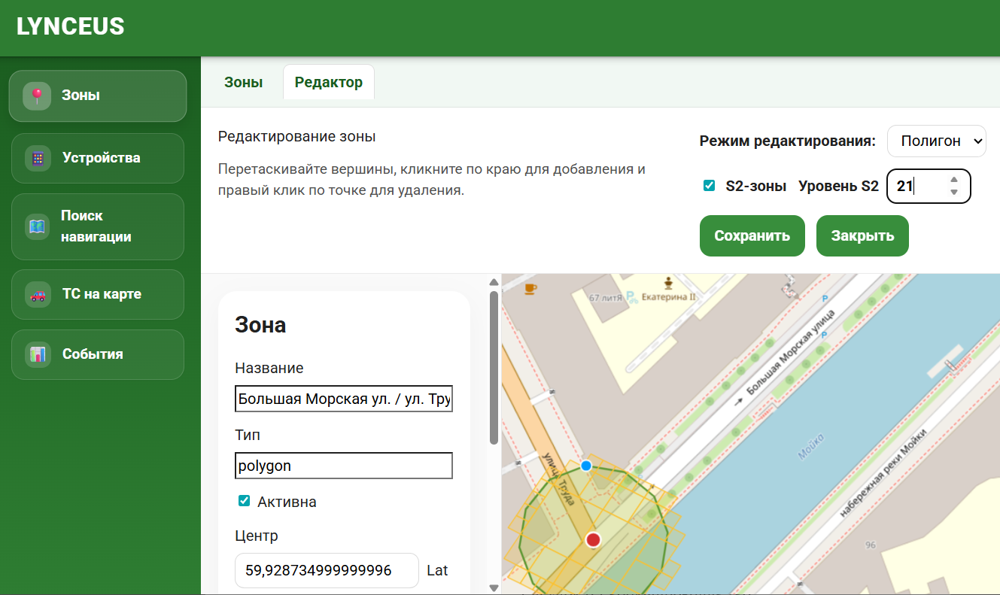 LYNCEUS
Зоны
Устройства
Поиск
навигации
ТС на карте
События
Зоны
Редактор
Редактирование зоны
Перетаскивайте вершины, кликните по краю для добавления и
правый клик по точке для удаления.
Режим редактирования:
Полигон
S2-зоны
Уровень S2
21
Сохранить
Закрыть
Зона
Название
Большая Морская ул. / ул. Тру
Тип
polygon
Активна
Центр
59,928734999999996
Lat
67 литЯ
P
Екатерина II
P
P
Большая Морская улица
Мойка
набережная реки Мойки
улица Труда
96